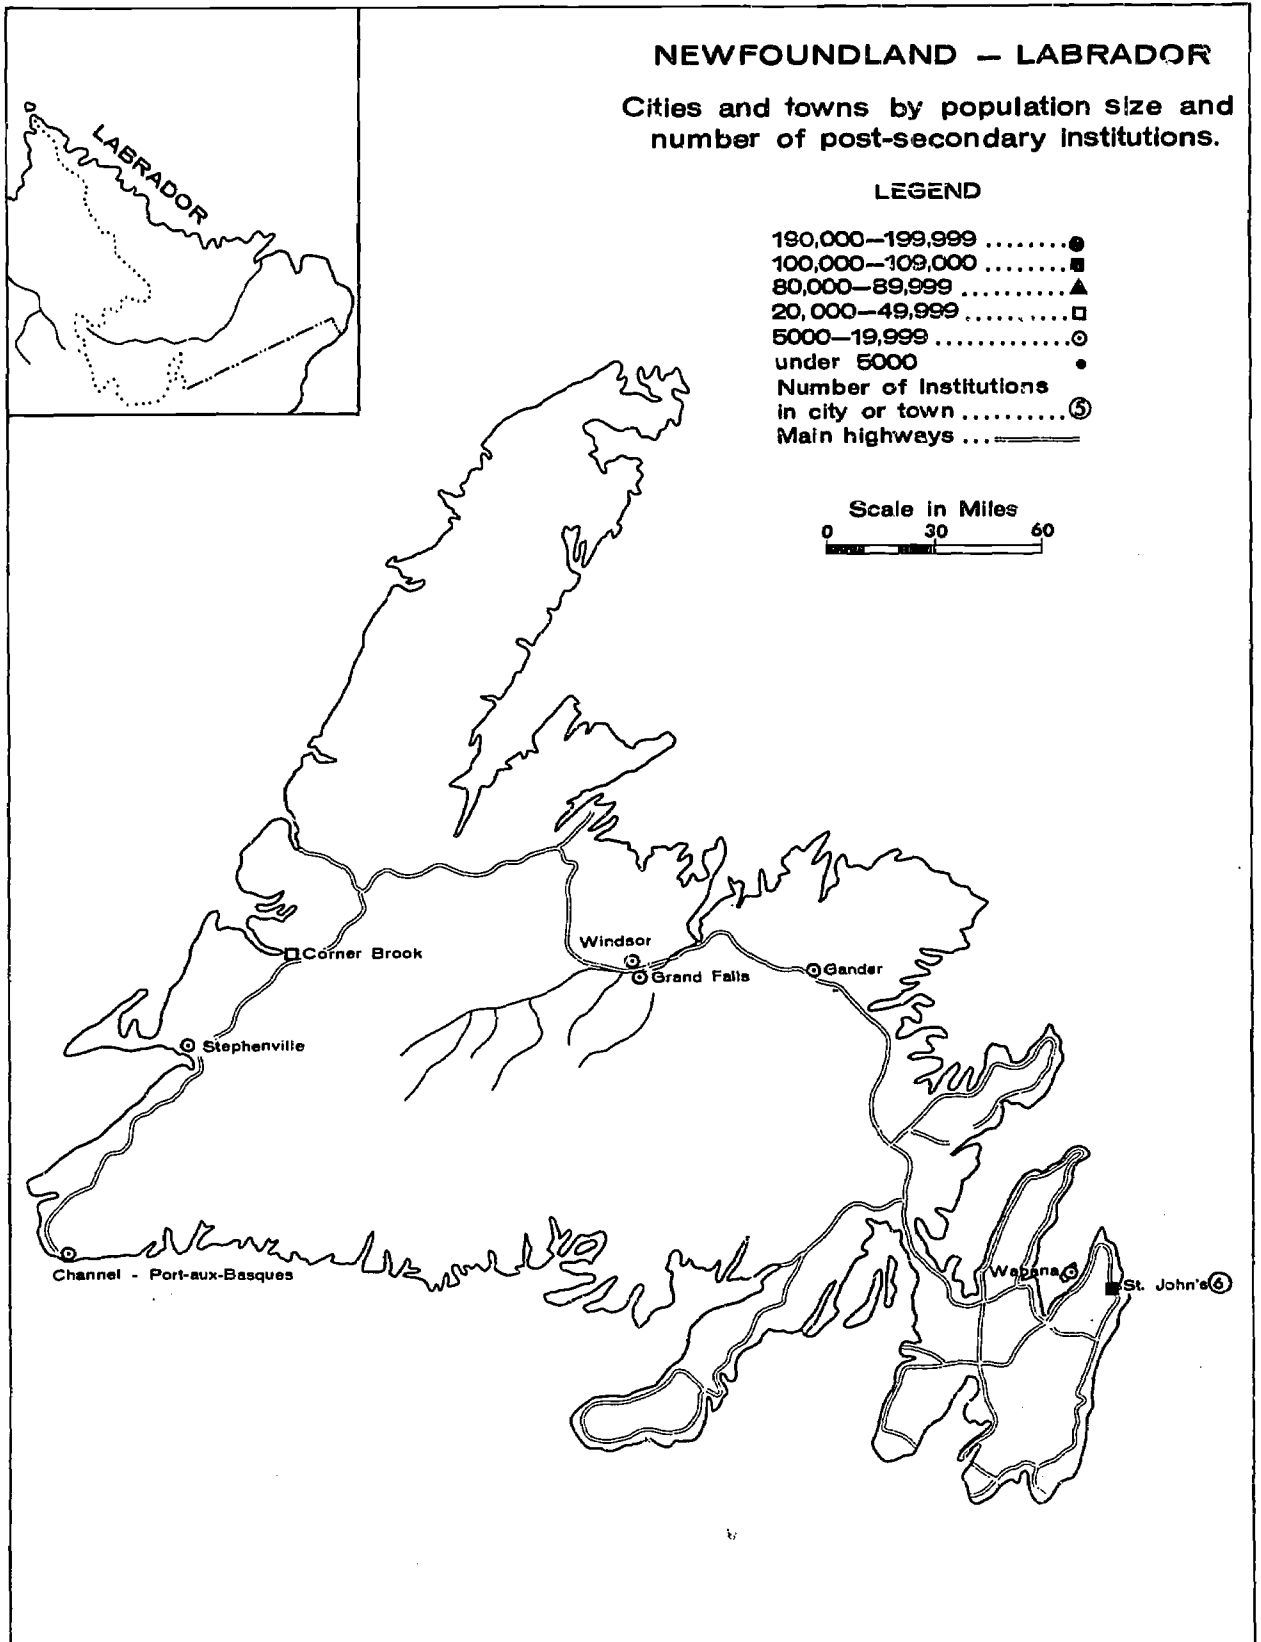 NEWFOUNDLAND — LABRADOR
Cities and towns by population size and
number of post-secondary institutions.
LEGEND
190,000—199,999 ........
100,000—109,000 ........
80,000—89,999 ..........
20,000—49,999 ..........
5000—19,999 .............
under 5000
Number of institutions
in city or town .......... 5
Main highways ...
Scale in Miles
0 30 60
LABRADOR
Corner Brook
Windsor
Grand Falls
Gander
Stephenville
Channel - Port-aux-Basques
Wabana
St. John's 6